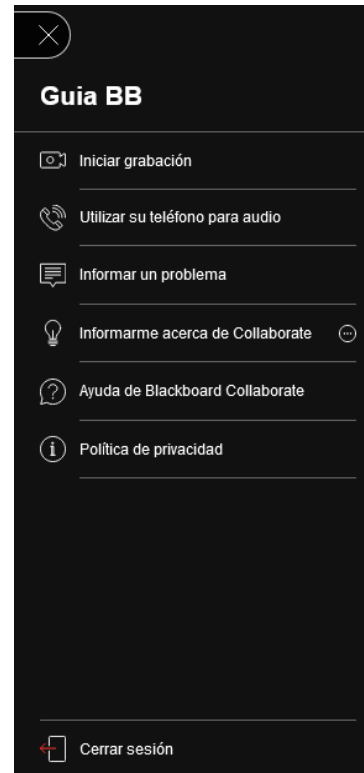 Guia BB
Iniciar grabación
Utilizar su teléfono para audio
Informar un problema
Informarme acerca de Collaborate
Ayuda de Blackboard Collaborate
Política de privacidad
Cerrar sesión